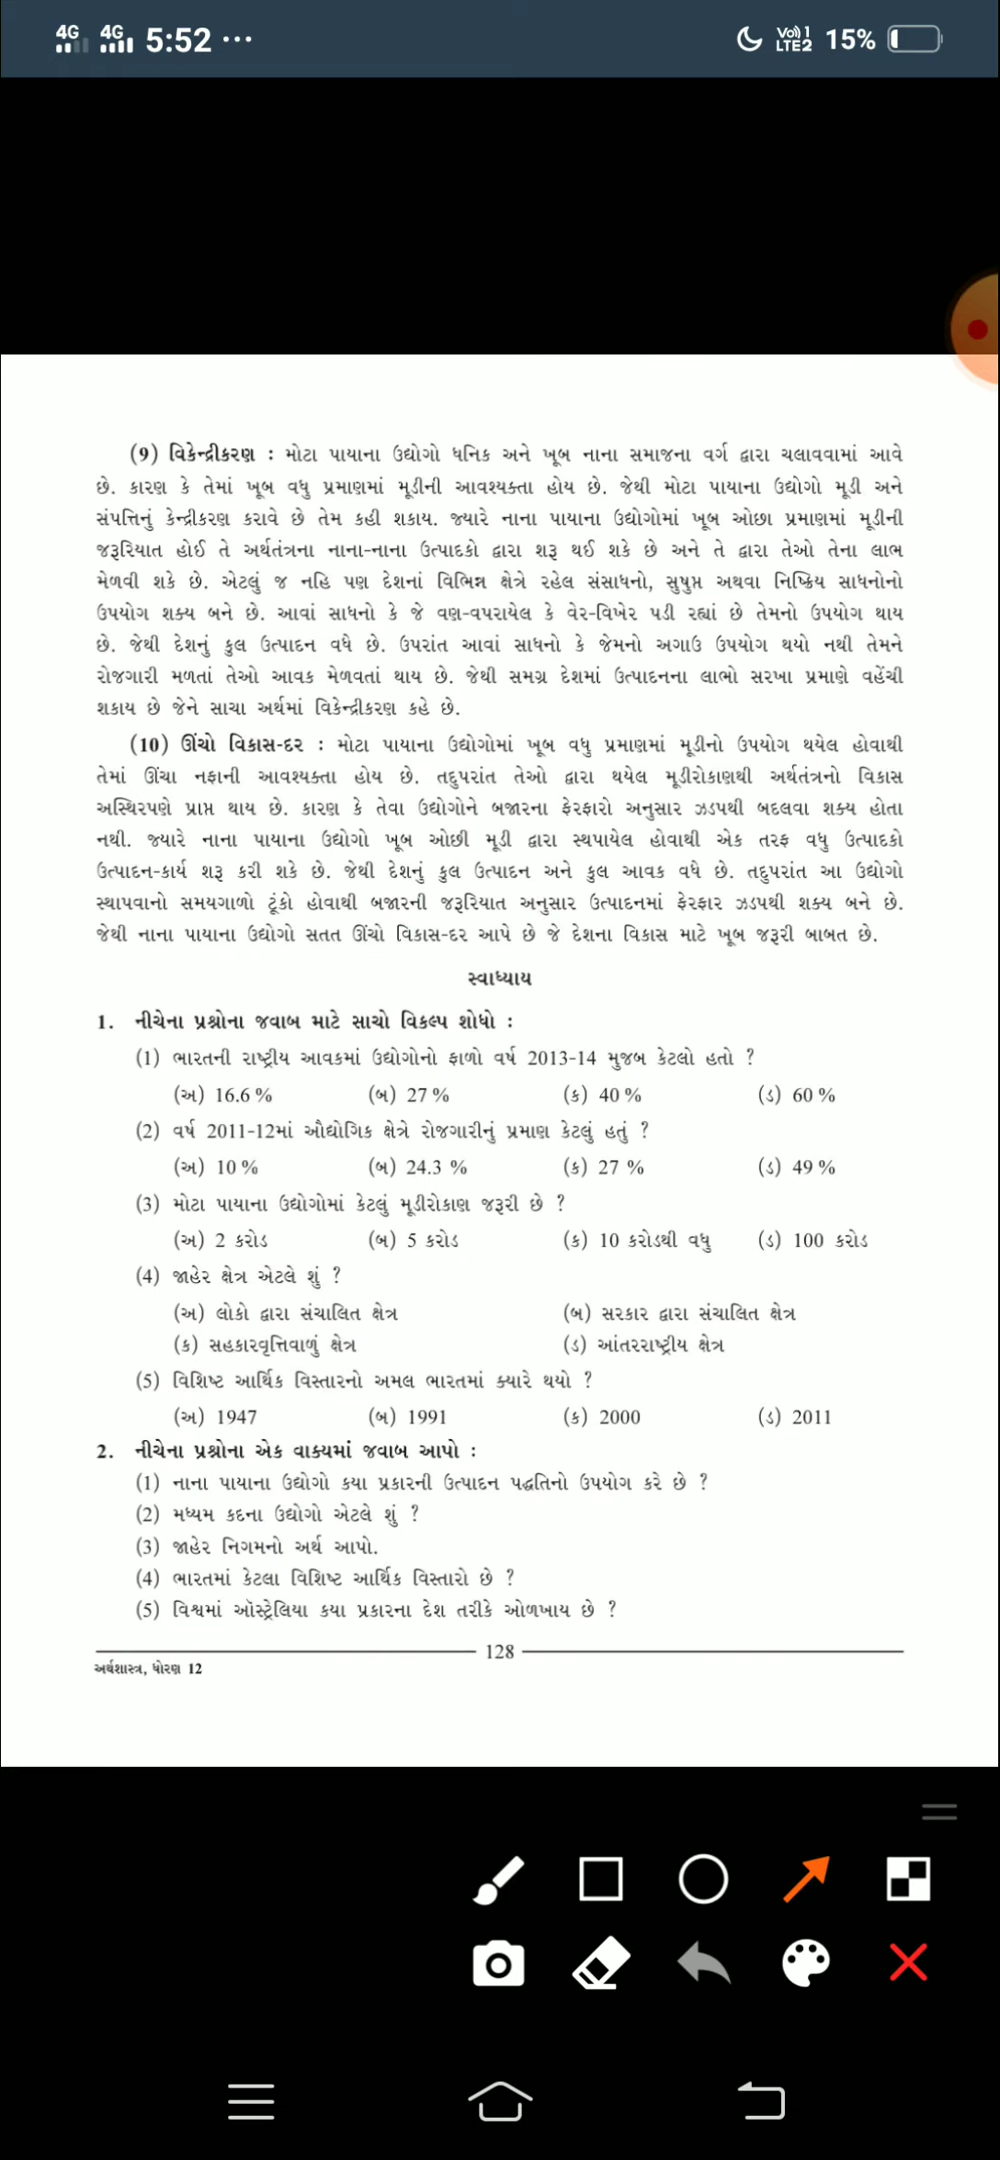 4G 4G 5:52 ... Vo)) 1 LTE2 15%
(9) વિકેન્દ્રીકરણ : મોટા પાયાના ઉદ્યોગો ધનિક અને ખૂબ નાના સમાજના વર્ગ દ્વારા ચલાવવામાં આવે
છે. કારણ કે તેમાં ખૂબ વધુ પ્રમાણમાં મૂડીની આવશ્યક્તા હોય છે. જેથી મોટા પાયાના ઉદ્યોગો મૂડી અને
સંપત્તિનું કેન્દ્રીકરણ કરાવે છે તેમ કહી શકાય. જ્યારે નાના પાયાના ઉદ્યોગોમાં ખૂબ ઓછા પ્રમાણમાં મૂડીની
જરૂરિયાત હોઈ તે અર્થતંત્રના નાના-નાના ઉત્પાદકો દ્વારા શરૂ થઈ શકે છે અને તે દ્વારા તેઓ તેના લાભ
મેળવી શકે છે. એટલું જ નહિ પણ દેશનાં વિભિન્ન ક્ષેત્રે રહેલ સંસાધનો, સુષુપ્ત અથવા નિષ્ક્રિય સાધનોનો
ઉપયોગ શક્ય બને છે. આવાં સાધનો કે જે વણ-વપરાયેલ કે વેર-વિખેર પડી રહ્યાં છે તેમનો ઉપયોગ થાય
છે. જેથી દેશનું કુલ ઉત્પાદન વધે છે. ઉપરાંત આવાં સાધનો કે જેમનો અગાઉ ઉપયોગ થયો નથી તેમને
રોજગારી મળતાં તેઓ આવક મેળવતાં થાય છે. જેથી સમગ્ર દેશમાં ઉત્પાદનના લાભો સરખા પ્રમાણે વહેંચી
શકાય છે જેને સાચા અર્થમાં વિકેન્દ્રીકરણ કહે છે.
(10) ઊંચો વિકાસ-દર : મોટા પાયાના ઉદ્યોગોમાં ખૂબ વધુ પ્રમાણમાં મૂડીનો ઉપયોગ થયેલ હોવાથી
તેમાં ઊંચા નફાની આવશ્યક્તા હોય છે. તદુપરાંત તેઓ દ્વારા થયેલ મૂડીરોકાણથી અર્થતંત્રનો વિકાસ
અસ્થિરપણે પ્રાપ્ત થાય છે. કારણ કે તેવા ઉદ્યોગોને બજારના ફેરફારો અનુસાર ઝડપથી બદલવા શક્ય હોતા
નથી. જ્યારે નાના પાયાના ઉદ્યોગો ખૂબ ઓછી મૂડી દ્વારા સ્થપાયેલ હોવાથી એક તરફ વધુ ઉત્પાદકો
ઉત્પાદન-કાર્ય શરૂ કરી શકે છે. જેથી દેશનું કુલ ઉત્પાદન અને કુલ આવક વધે છે. તદુપરાંત આ ઉદ્યોગો
સ્થાપવાનો સમયગાળો ટૂંકો હોવાથી બજારની જરૂરિયાત અનુસાર ઉત્પાદનમાં ફેરફાર ઝડપથી શક્ય બને છે.
જેથી નાના પાયાના ઉદ્યોગો સતત ઊંચો વિકાસ-દર આપે છે જે દેશના વિકાસ માટે ખૂબ જરૂરી બાબત છે.
સ્વાધ્યાય
1. નીચેના પ્રશ્નોના જવાબ માટે સાચો વિકલ્પ શોધો :
(1) ભારતની રાષ્ટ્રીય આવકમાં ઉદ્યોગોનો ફાળો વર્ષ 2013-14 મુજબ કેટલો હતો ?
(અ) 16.6 % (બ) 27 % (ક) 40 % (ડ) 60 %
(2) વર્ષ 2011-12માં ઔદ્યોગિક ક્ષેત્રે રોજગારીનું પ્રમાણ કેટલું હતું ?
(અ) 10 % (બ) 24.3 % (ક) 27 % (ડ) 49 %
(3) મોટા પાયાના ઉદ્યોગોમાં કેટલું મૂડીરોકાણ જરૂરી છે ?
(અ) 2 કરોડ (બ) 5 કરોડ (ક) 10 કરોડથી વધુ (ડ) 100 કરોડ
(4) જાહેર ક્ષેત્ર એટલે શું ?
(અ) લોકો દ્વારા સંચાલિત ક્ષેત્ર (બ) સરકાર દ્વારા સંચાલિત ક્ષેત્ર
(ક) સહકારવૃત્તિવાળું ક્ષેત્ર (ડ) આંતરરાષ્ટ્રીય ક્ષેત્ર
(5) વિશિષ્ટ આર્થિક વિસ્તારનો અમલ ભારતમાં ક્યારે થયો ?
(અ) 1947 (બ) 1991 (ક) 2000 (ડ) 2011
2. નીચેના પ્રશ્નોના એક વાક્યમાં જવાબ આપો :
(1) નાના પાયાના ઉદ્યોગો કયા પ્રકારની ઉત્પાદન પદ્ધતિનો ઉપયોગ કરે છે ?
(2) મધ્યમ કદના ઉદ્યોગો એટલે શું ?
(3) જાહેર નિગમનો અર્થ આપો.
(4) ભારતમાં કેટલા વિશિષ્ટ આર્થિક વિસ્તારો છે ?
(5) વિશ્વમાં ઑસ્ટ્રેલિયા કયા પ્રકારના દેશ તરીકે ઓળખાય છે ?
128
અર્થશાસ્ત્ર, ધોરણ 12